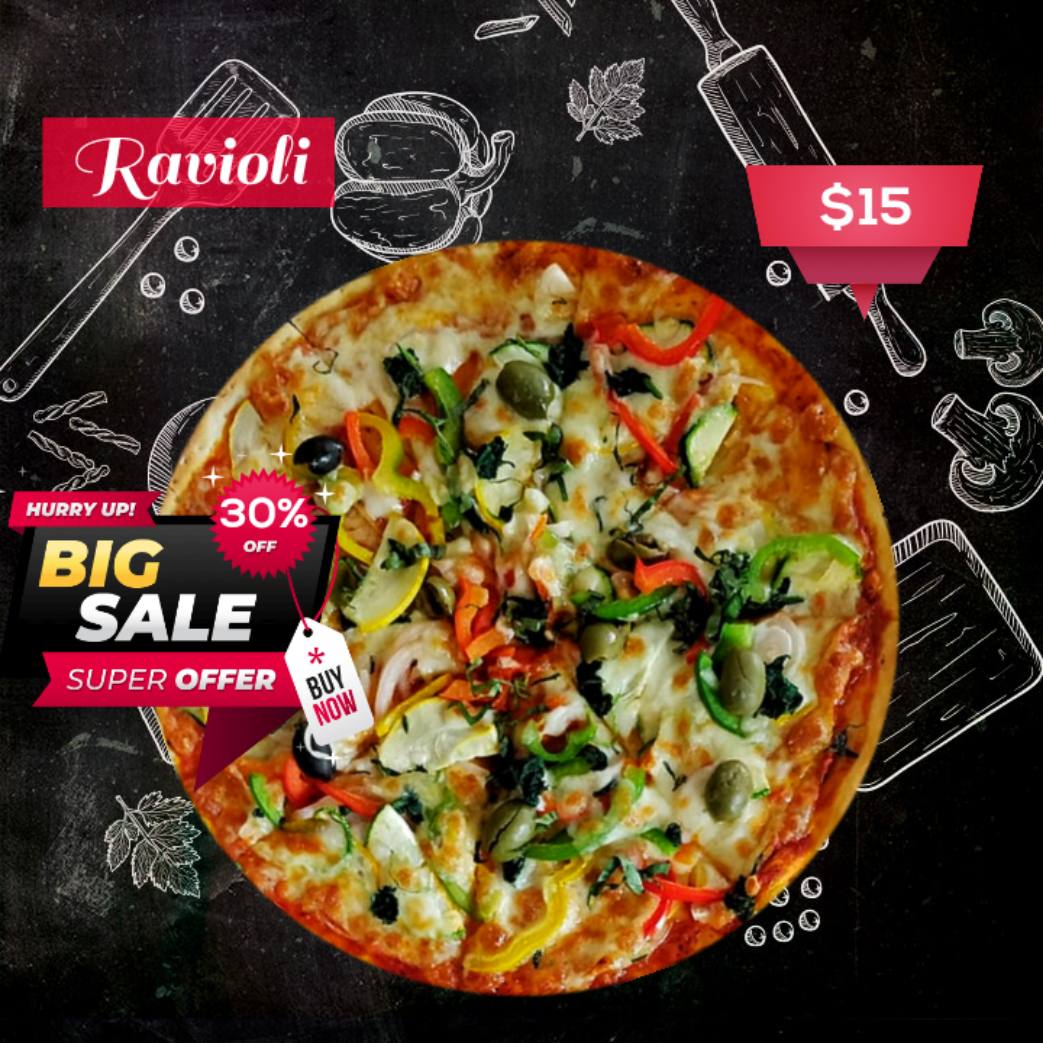 Ravioli
$15
HURRY UP!
30%
OFF
BIG
SALE
SUPER OFFER
*
BUY
NOW